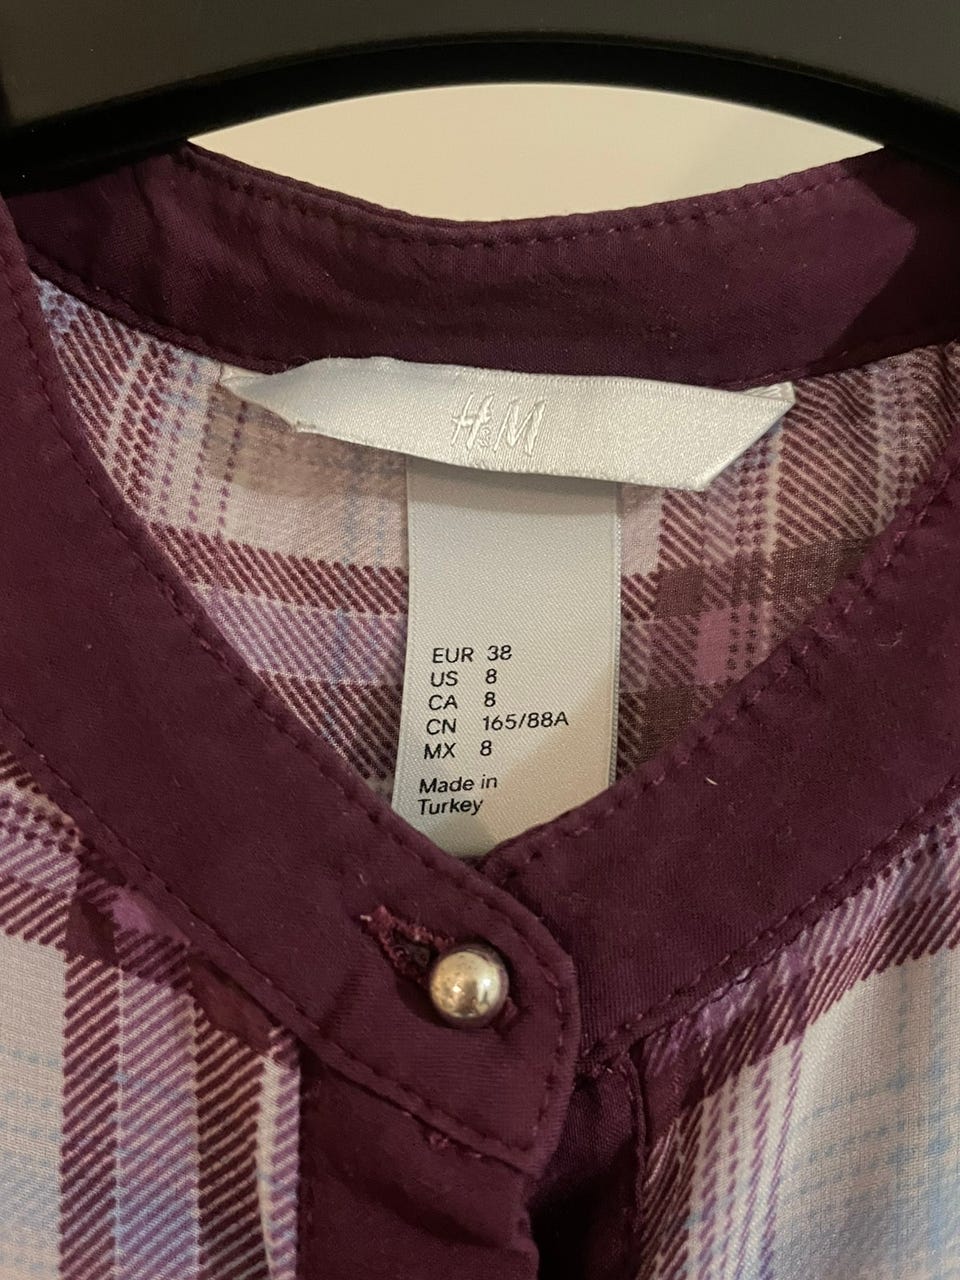 H&M
EUR 38
US 8
CA 8
CN 165/88A
MX 8
Made in
Turkey